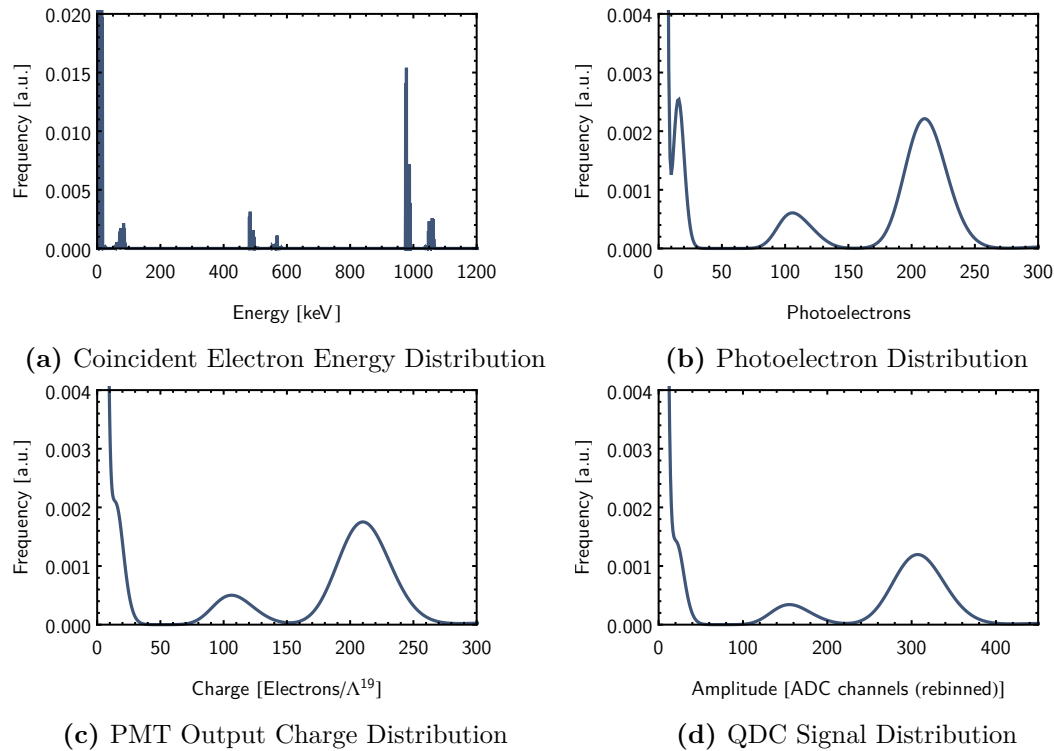 0.020
0.015
0.010
0.005
0.000
Frequency [a.u.]
0 200 400 600 800 1000 1200
Energy [keV]
(a) Coincident Electron Energy Distribution
0.004
0.003
0.002
0.001
0.000
Frequency [a.u.]
0 50 100 150 200 250 300
Photoelectrons
(b) Photoelectron Distribution
0.004
0.003
0.002
0.001
0.000
Frequency [a.u.]
0 50 100 150 200 250 300
Charge [Electrons/Λ¹⁹]
(c) PMT Output Charge Distribution
0.004
0.003
0.002
0.001
0.000
Frequency [a.u.]
0 100 200 300 400
Amplitude [ADC channels (rebinned)]
(d) QDC Signal Distribution